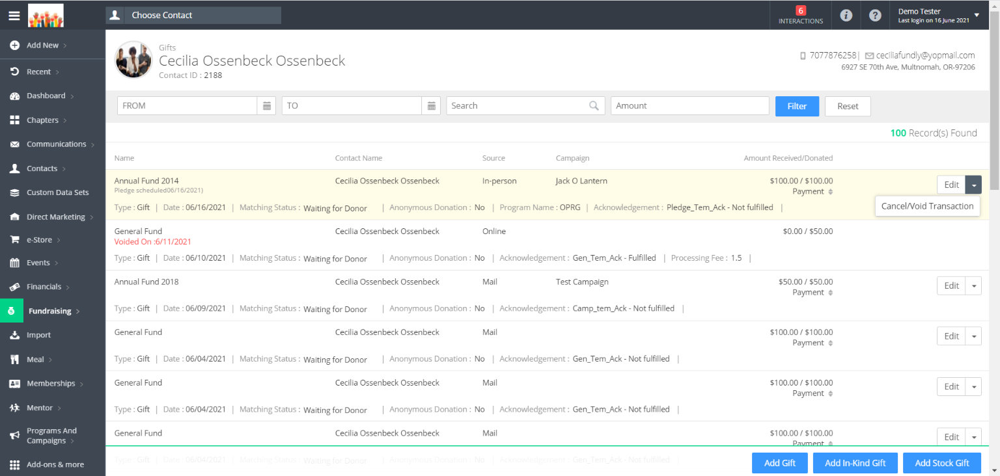 Choose Contact
6
INTERACTIONS
Demo Tester
Last login on 16 June 2021
Add New
Recent
Dashboard
Chapters
Communications
Contacts
Custom Data Sets
Direct Marketing
e-Store
Events
Financials
Fundraising
Import
Meal
Memberships
Mentor
Programs And
Campaigns
Add-ons & more
Gifts
Cecilia Ossenbeck Ossenbeck
Contact ID : 2188
7077876258| ceciliafundly@yopmail.com
6927 SE 70th Ave, Multnomah, OR-97206
FROM TO Search Amount Filter Reset
100 Record(s) Found
Name Contact Name Source Campaign Amount Received/Donated
Annual Fund 2014 Cecilia Ossenbeck Ossenbeck In-person Jack O Lantern $100.00 / $100.00 Edit
Pledge scheduled06/16/2021) Payment
Type : Gift | Date : 06/16/2021 | Matching Status : Waiting for Donor | Anonymous Donation : No | Program Name : OPRG | Acknowledgement : Pledge_Tem_Ack - Not fulfilled |
Cancel/Void Transaction
General Fund Cecilia Ossenbeck Ossenbeck Online $0.00 / $50.00
Voided On :6/11/2021
Type : Gift | Date : 06/10/2021 | Matching Status : Waiting for Donor | Anonymous Donation : No | Acknowledgement : Gen_Tem_Ack - Fulfilled | Processing Fee : 1.5 |
Annual Fund 2018 Cecilia Ossenbeck Ossenbeck Mail Test Campaign $50.00 / $50.00 Edit
Payment
Type : Gift | Date : 06/09/2021 | Matching Status : Waiting for Donor | Anonymous Donation : No | Acknowledgement : Camp_tem_Ack - Not fulfilled |
General Fund Cecilia Ossenbeck Ossenbeck Mail $100.00 / $100.00 Edit
Payment
Type : Gift | Date : 06/04/2021 | Matching Status : Waiting for Donor | Anonymous Donation : No | Acknowledgement : Gen_Tem_Ack - Not fulfilled |
General Fund Cecilia Ossenbeck Ossenbeck Mail $100.00 / $100.00 Edit
Payment
Type : Gift | Date : 06/04/2021 | Matching Status : Waiting for Donor | Anonymous Donation : No | Acknowledgement : Gen_Tem_Ack - Not fulfilled |
General Fund Cecilia Ossenbeck Ossenbeck Mail $100.00 / $100.00 Edit
Payment
Type : Gift | Date : 06/04/2021 | Matching Status : Waiting for Donor | Anonymous Donation : No | Acknowledgement : Gen_Tem_Ack - Not fulfilled |
Add Gift Add In-Kind Gift Add Stock Gift